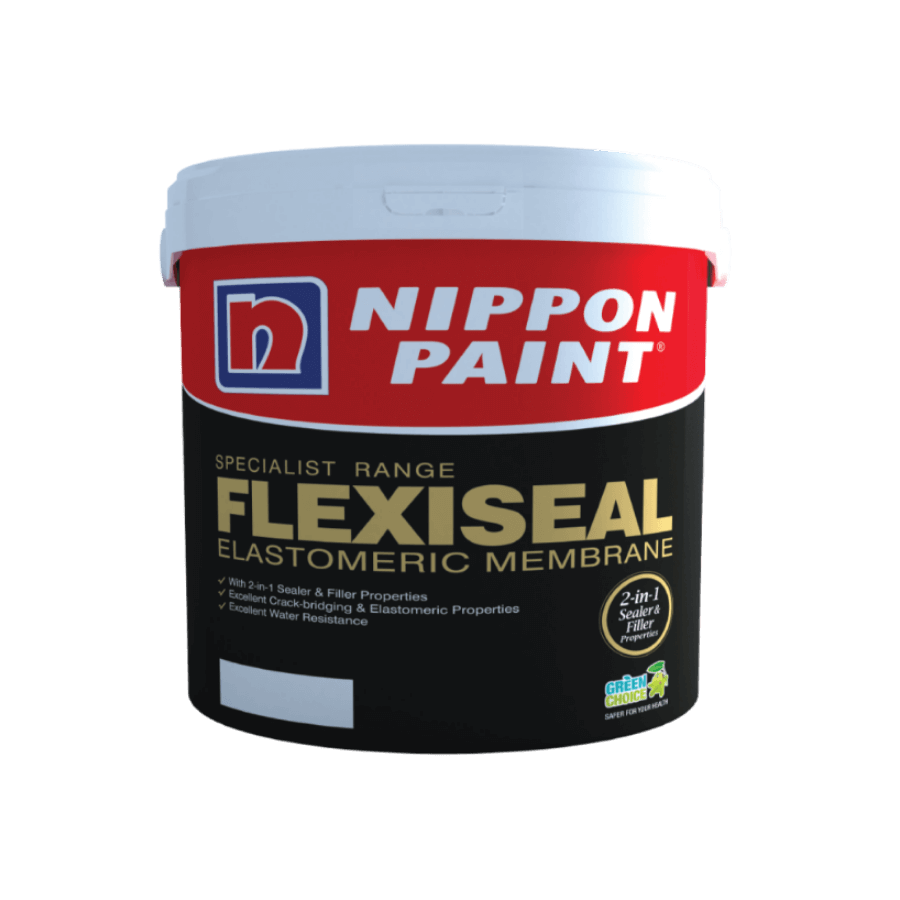 n
NIPPON
PAINT®
SPECIALIST RANGE
FLEXISEAL
ELASTOMERIC MEMBRANE
✓ With 2-in-1 Sealer & Filler Properties
✓ Excellent Crack-bridging & Elastomeric Properties
✓ Excellent Water Resistance
2-in-1
Sealer &
Filler
Properties
GREEN
CHOICE
SAFER FOR YOUR HEALTH